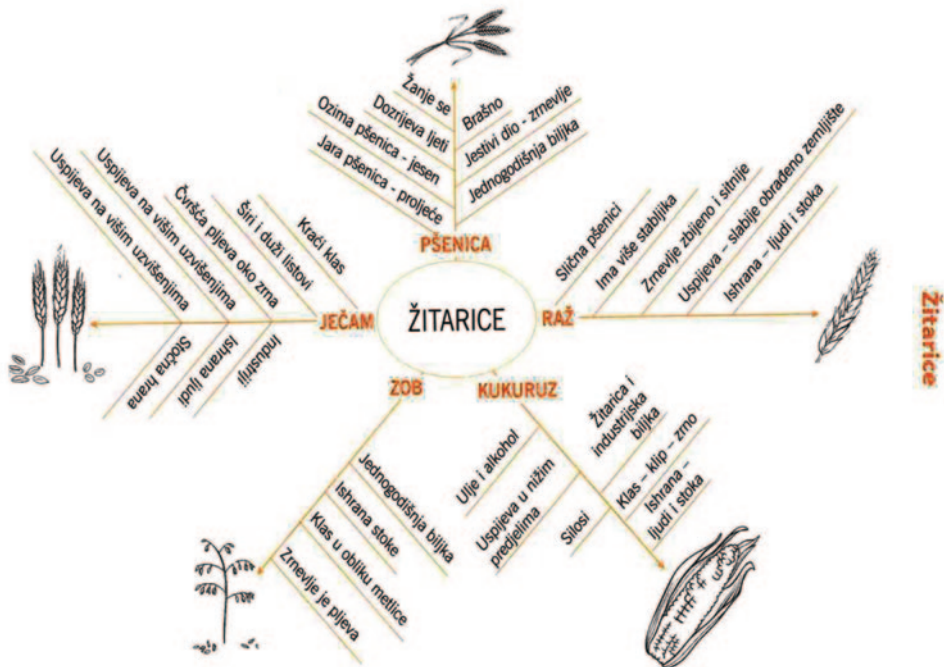 Žanje se
Dozrijeva ljeti
Ozima pšenica - jesen
Jara pšenica - proljeće
Brašno
Jestivi dio - zrnevlje
Jednogodišnja biljka
PŠENICA
Uspijeva na višim uzvišenjima
Uspijeva na višim uzvišenjima
Čvršća pljeva oko zrna
Širi i duži listovi
Kraći klas
JEČAM
Stočna hrana
Ishrana ljudi
Industriji
ŽITARICE
RAŽ
Slična pšenici
Ima više stabljika
Zrnevlje zbijeno i sitnije
Uspijeva – slabije obrađeno zemljište
Ishrana – ljudi i stoka
Žitarice
ZOB
Jednogodišnja biljka
Ishrana stoke
Klas u obliku metlice
Zrnevlje je pljeva
KUKURUZ
Ulje i alkohol
Uspijeva u nižim
predjelima
Silosi
Žitarica i
industrijska
biljka
Klas – klip – zrno
Ishrana –
ljudi i stoka